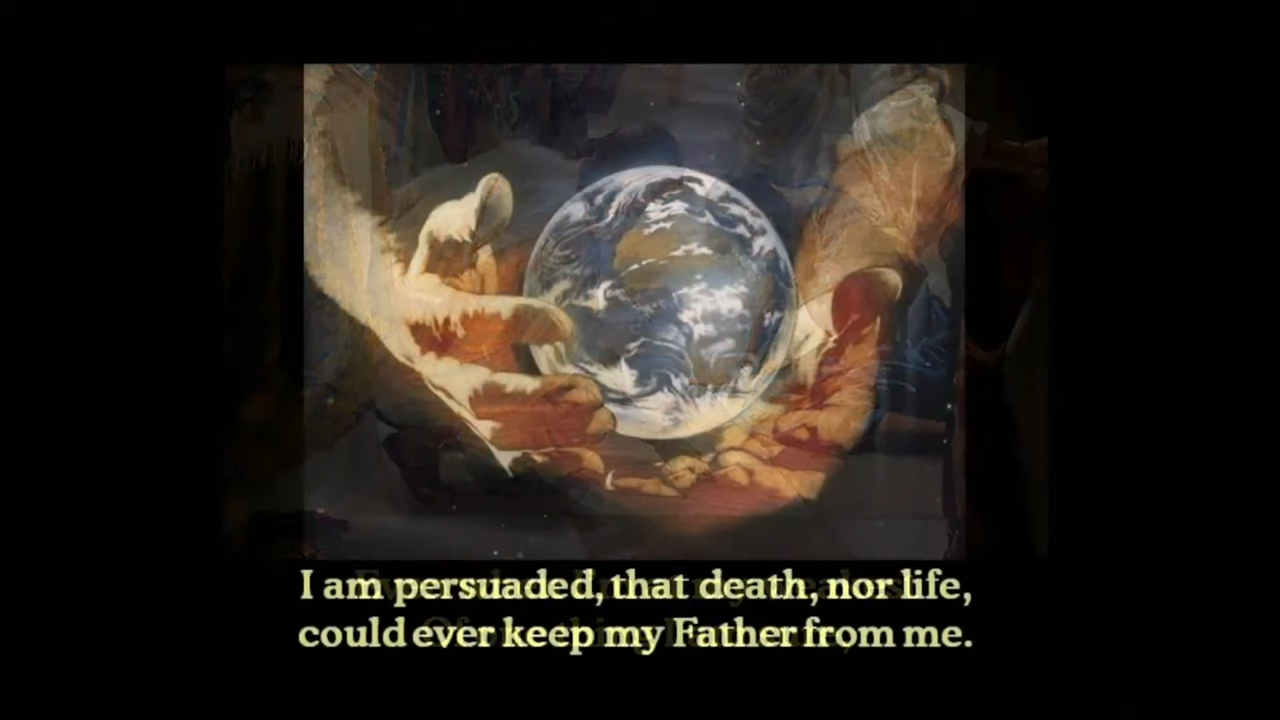 I am persuaded, that death, nor life,
could ever keep my Father from me.